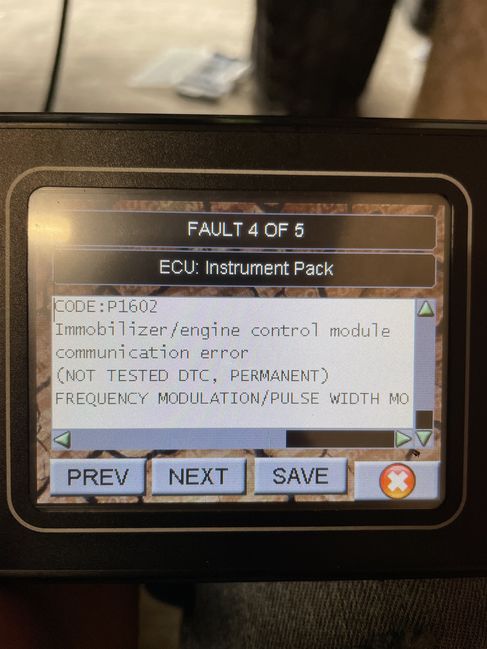 FAULT 4 OF 5
ECU: Instrument Pack
CODE:P1602
Immobilizer/engine control module
communication error
(NOT TESTED DTC, PERMANENT)
FREQUENCY MODULATION/PULSE WIDTH MO
PREV NEXT SAVE